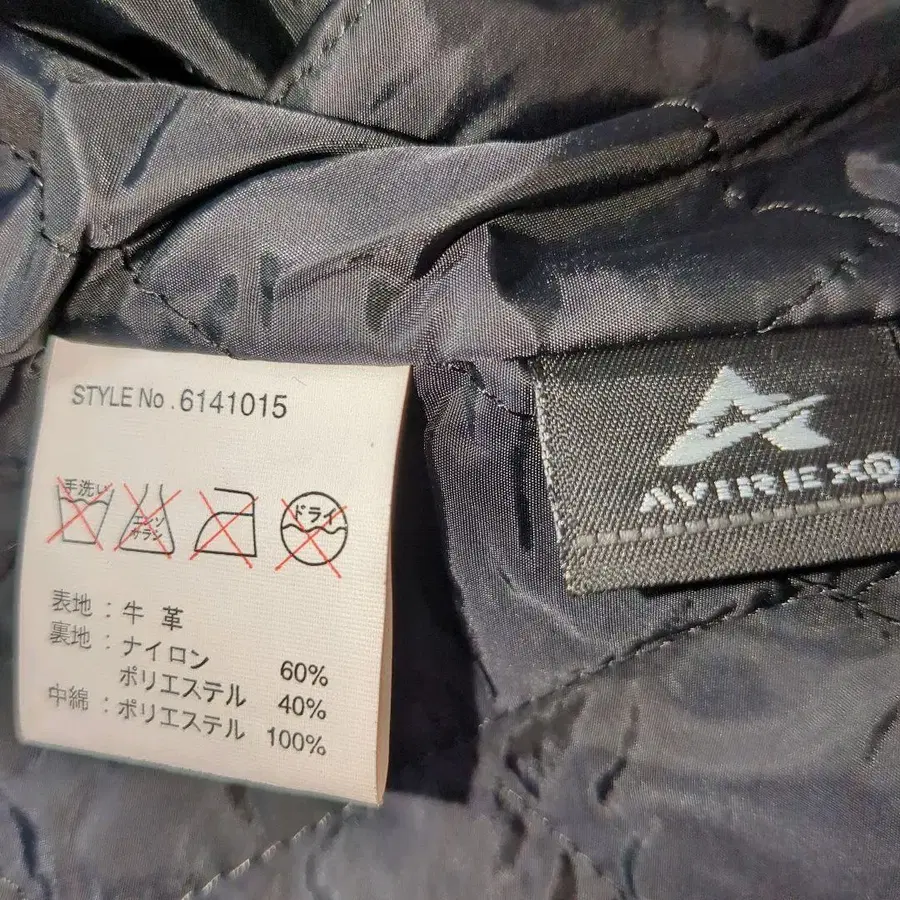 STYLE No .6141015
手洗い
エンソ
サラシ
ドライ
表地 : 牛 革
裏地 : ナイロン 60%
ポリエステル 40%
中綿 : ポリエステル 100%
AVIREX®